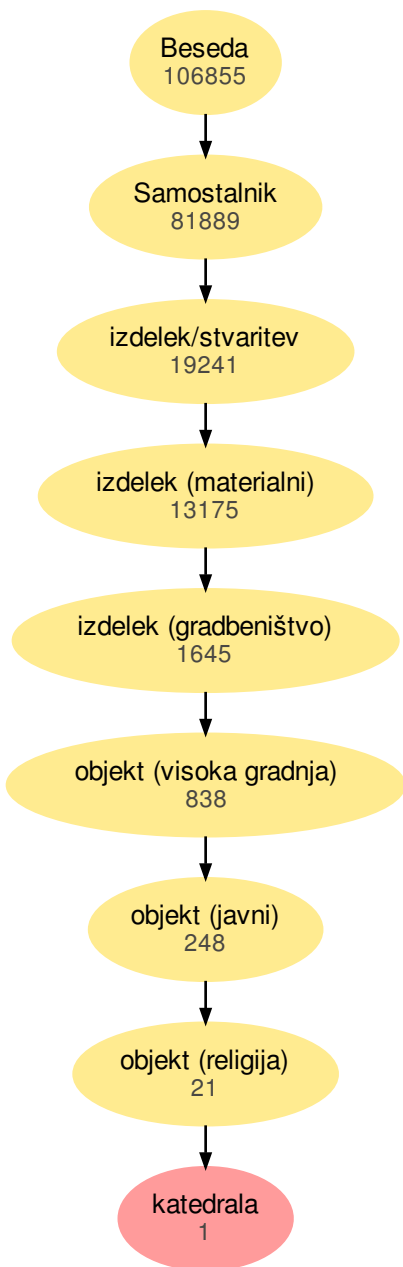 Beseda
106855
Samostalnik
81889
izdelek/stvaritev
19241
izdelek (materialni)
13175
izdelek (gradbeništvo)
1645
objekt (visoka gradnja)
838
objekt (javni)
248
objekt (religija)
21
katedrala
1